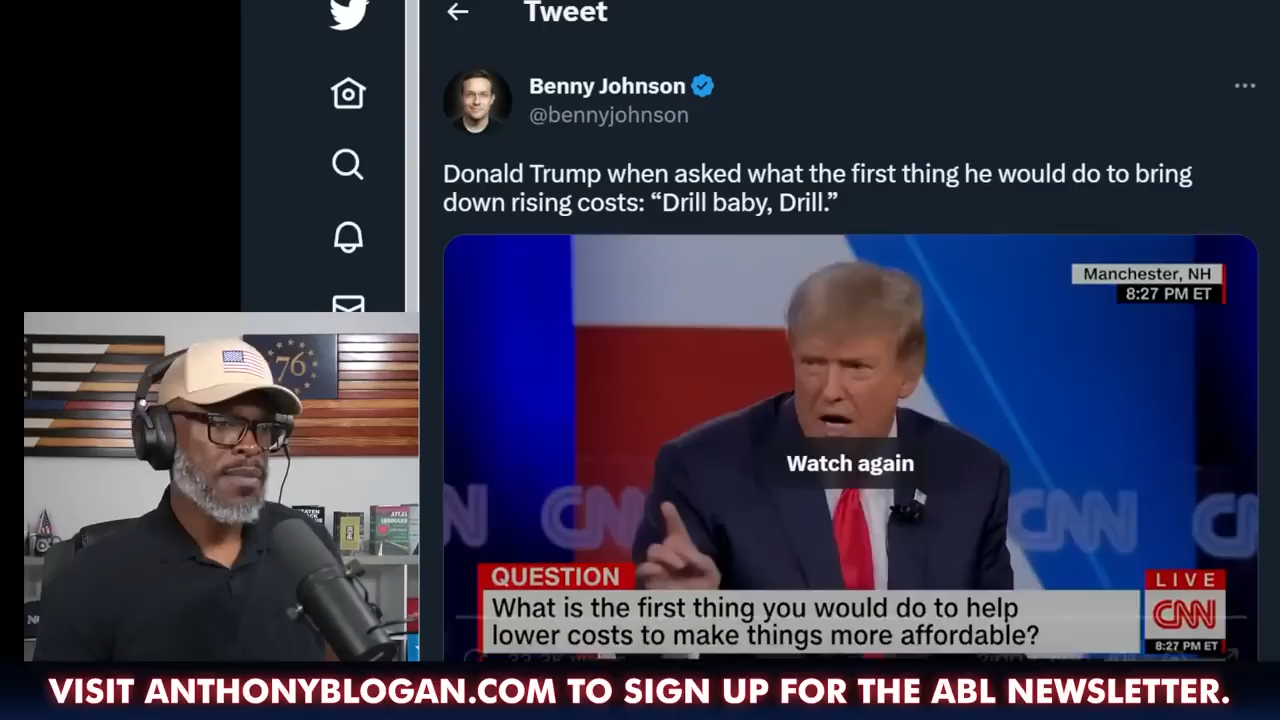 Tweet
Benny Johnson
@bennyjohnson
Donald Trump when asked what the first thing he would do to bring
down rising costs: “Drill baby, Drill.”
Manchester, NH
8:27 PM ET
Watch again
CNN
CNN
QUESTION
What is the first thing you would do to help
lower costs to make things more affordable?
LIVE
CNN
8:27 PM ET
76
VISIT ANTHONYBLOGAN.COM TO SIGN UP FOR THE ABL NEWSLETTER.